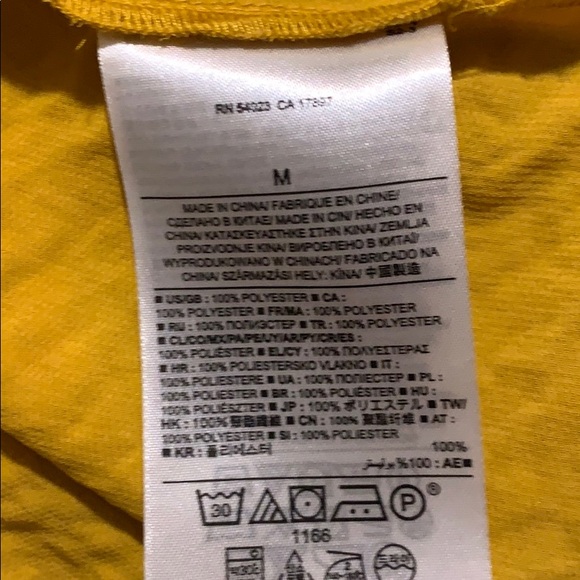 RN 54023 CA 17897
M
MADE IN CHINA/ FABRIQUE EN CHINE/
СДЕЛАНО В КИТАЕ/ MADE IN CIN/ HECHO EN
CHINA/ ΚΑΤΑΣΚΕΥΑΣΤΗΚΕ ΣΤΗΝ ΚΙΝΑ/ ZEMLJA
PROIZVODNJE KINA/ ВИРОБЛЕНО В КИТАЇ/
WYPRODUKOWANO W CHINACH/ FABRICADO NA
CHINA/ SZÁRMAZÁSI HELY: KÍNA/ 中國製造
■ US/GB : 100% POLYESTER ■ CA :
100% POLYESTER ■ FR/MA : 100% POLYESTER
■ RU : 100% ПОЛИЭСТЕР ■ TR : 100% POLYESTER
■ CL/CO/MX/PA/PE/UY/AR/PY/CR/ES :
100% POLIÉSTER ■ EL/CY : 100% ΠΟΛΥΕΣΤΕΡΑΣ
■ HR : 100% POLIESTERSKO VLAKNO ■ IT :
100% POLIESTERE ■ UA : 100% ПОЛІЕСТЕР ■ PL :
100% POLIESTER ■ BR : 100% POLIÉSTER ■ HU :
100% POLIÉSZTER ■ JP : 100% ポリエステル ■ TW/
HK : 100% 聚酯纖維 ■ CN : 100% 聚酯纤维 ■ AT :
100% POLYESTER ■ SI : 100% POLIESTER
■ KR : 폴리에스터 100%
■AE : 100% بوليستر
30 P ®
1166
C
2